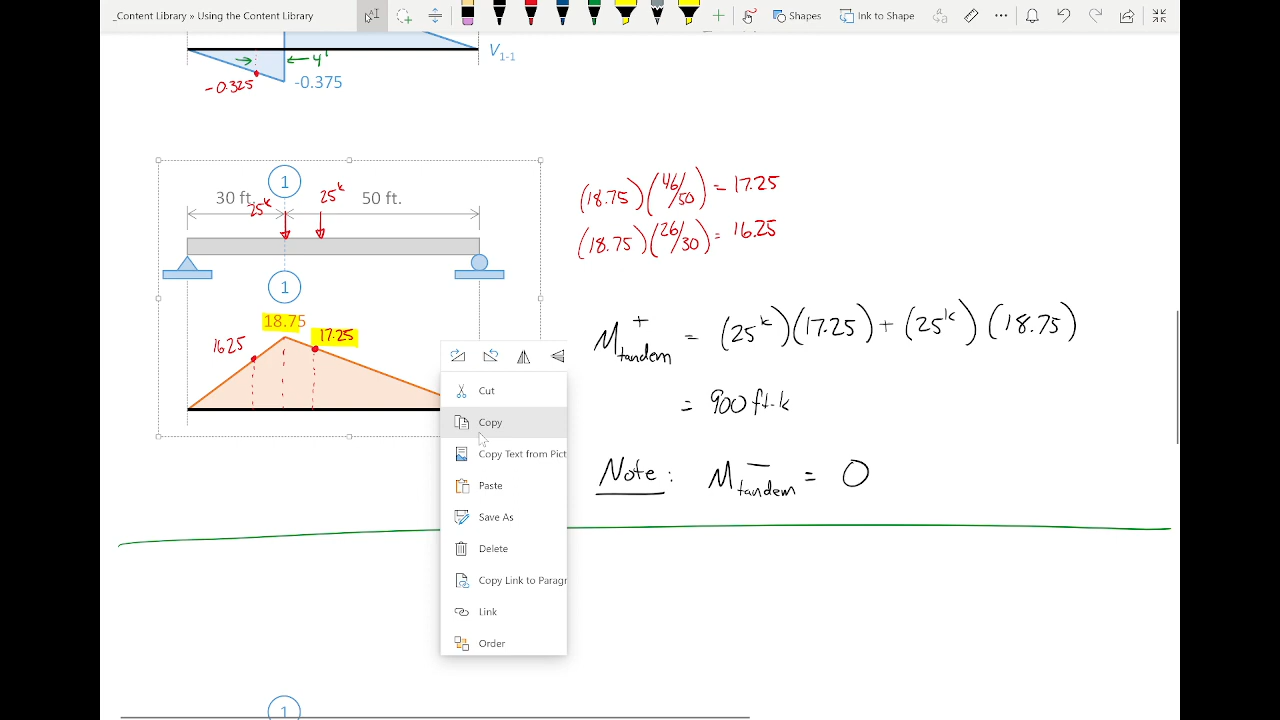 _Content Library » Using the Content Library
Shapes
Ink to Shape
4'
V1-1
-0.325
-0.375
1
30 ft.
50 ft.
25k
25k
1
18.75
17.25
16.25
(18.75)(46/50) = 17.25
(18.75)(26/30) = 16.25
M+tandem = (25k)(17.25) + (25k)(18.75)
= 900 ft-k
Note: M−tandem = 0
Cut
Copy
Copy Text from Pict
Paste
Save As
Delete
Copy Link to Paragr
Link
Order
1